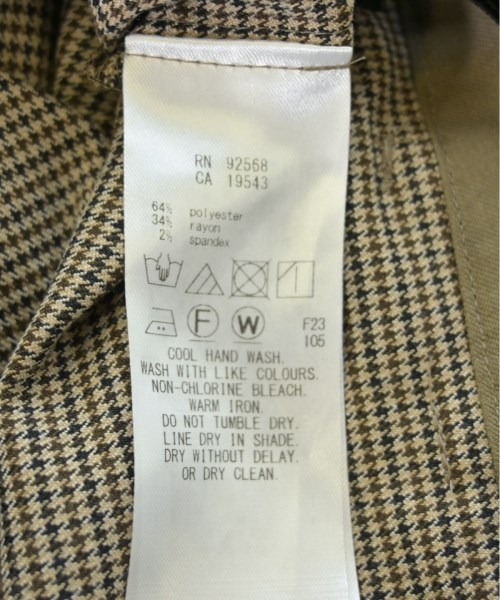 RN 92568
CA 19543
64% polyester
34% rayon
2% spandex
F W F23
105
COOL HAND WASH.
WASH WITH LIKE COLOURS.
NON-CHLORINE BLEACH.
WARM IRON.
DO NOT TUMBLE DRY.
LINE DRY IN SHADE.
DRY WITHOUT DELAY.
OR DRY CLEAN.